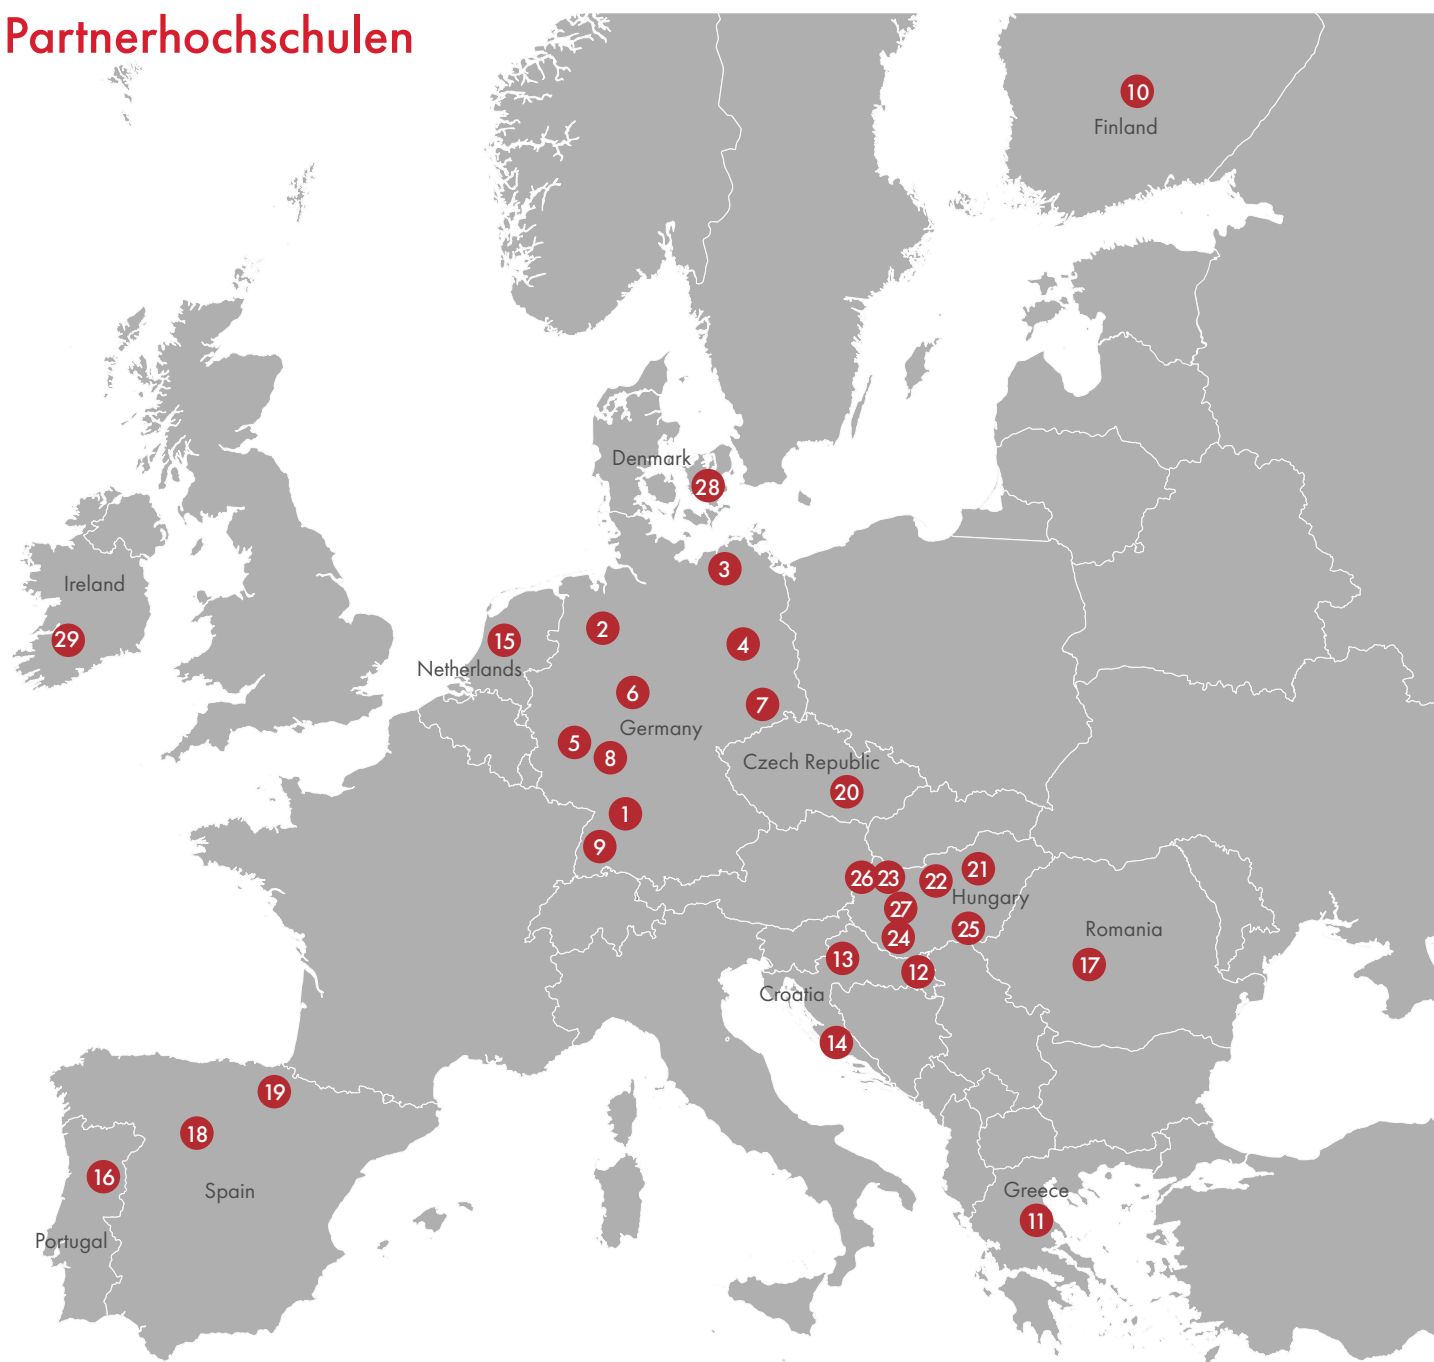 Partnerhochschulen
10
Finland
Denmark
28
3
Ireland
29
2
15
4
Netherlands
6
7
Germany
5
8
Czech Republic
20
1
9
26
23
22
21
Hungary
27
24
25
Romania
13
12
17
Croatia
14
19
18
16
Spain
Greece
11
Portugal